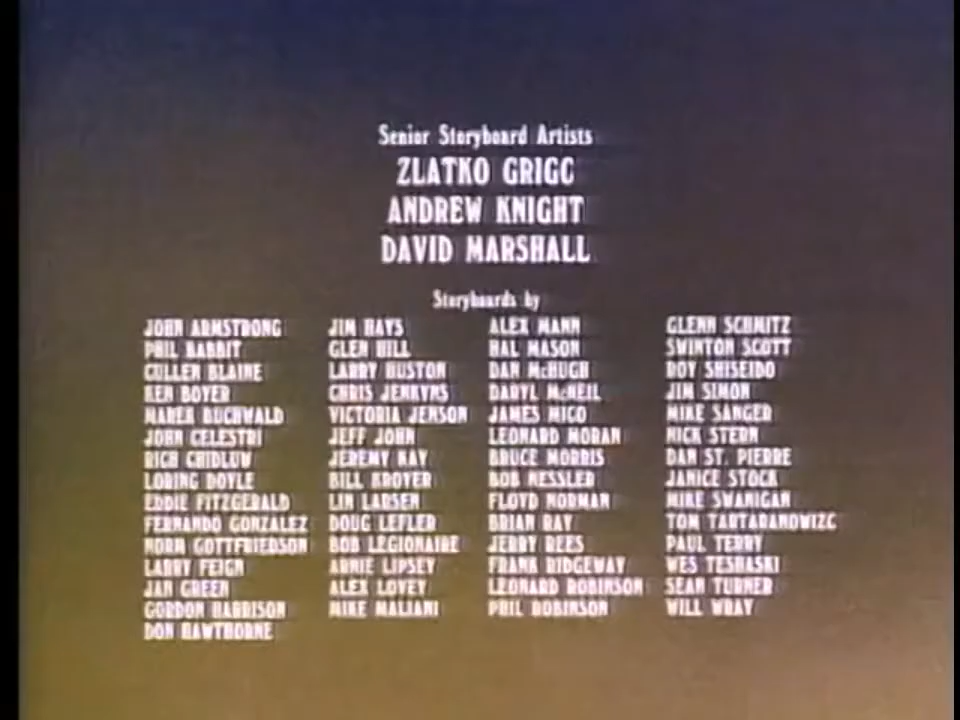 Senior Storyboard Artists
ZLATKO GRGIC
ANDREW KNIGHT
DAVID MARSHALL
Storyboards by
JOHN ARMSTRONG JIM HAYS ALEX MANN GLENN SCHMITZ
PHIL BABBIT GLEN HILL HAL MASON SWINTON SCOTT
CULLEN BLAINE LARRY HUSTON DAN McHUGH ROY SHISEIDO
KEN BOYER CHRIS JENKYNS DARYL McNEIL JIM SIMON
MAREK BUCHWALD VICTORIA JENSON JAMES MICO MIKE SANGER
JOHN CELESTRI JEFF JOHN LEONARD MORAN NICK STERN
RICH CHIDLOW JEREMY KAY BRUCE MORRIS DAN ST. PIERRE
LORING DOYLE BILL KROYER BOB NESSLER JANICE STOCK
EDDIE FITZGERALD LIN LARSEN FLOYD NORMAN MIKE SWANIGAN
FERNANDO GONZALEZ DOUG LEFLER BRIAN RAY TOM TARTARANOWIZC
NORM GOTTFRIEDSON BOB LEGIONAIRE JERRY REES PAUL TERRY
LARRY FEIGN ARNIE LIPSEY FRANK RIDGEWAY WES TESHASKI
JAN GREEN ALEX LOVEY LEONARD ROBINSON SEAN TURNER
GORDON HARRISON MIKE MALIANI PHIL ROBINSON WILL WRAY
DON HAWTHORNE